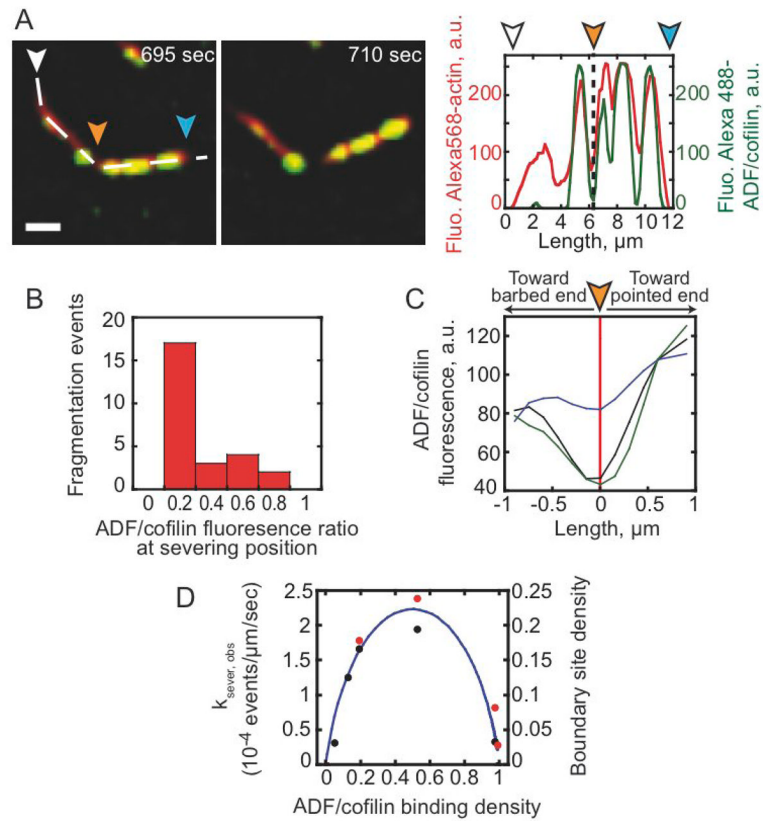 A
695 sec
710 sec
Fluo. Alexa568-actin, a.u.
200
100
0
200
100
0
0 2 4 6 8 10 12
Length, µm
Fluo. Alexa 488-
ADF/cofilin, a.u.
B
Fragmentation events
20
15
10
5
0
0 0.2 0.4 0.6 0.8 1
ADF/cofilin fluoresence ratio
at severing position
C
Toward
barbed end
Toward
pointed end
ADF/cofilin
fluorescence, a.u.
120
100
80
60
40
-1 -0.5 0 0.5 1
Length, µm
D
k sever, obs
(10-4 events/µm/sec)
2.5
2
1.5
1
0.5
0
0.25
0.20
0.15
0.10
0.05
0
Boundary site density
0 0.2 0.4 0.6 0.8 1
ADF/cofilin binding density